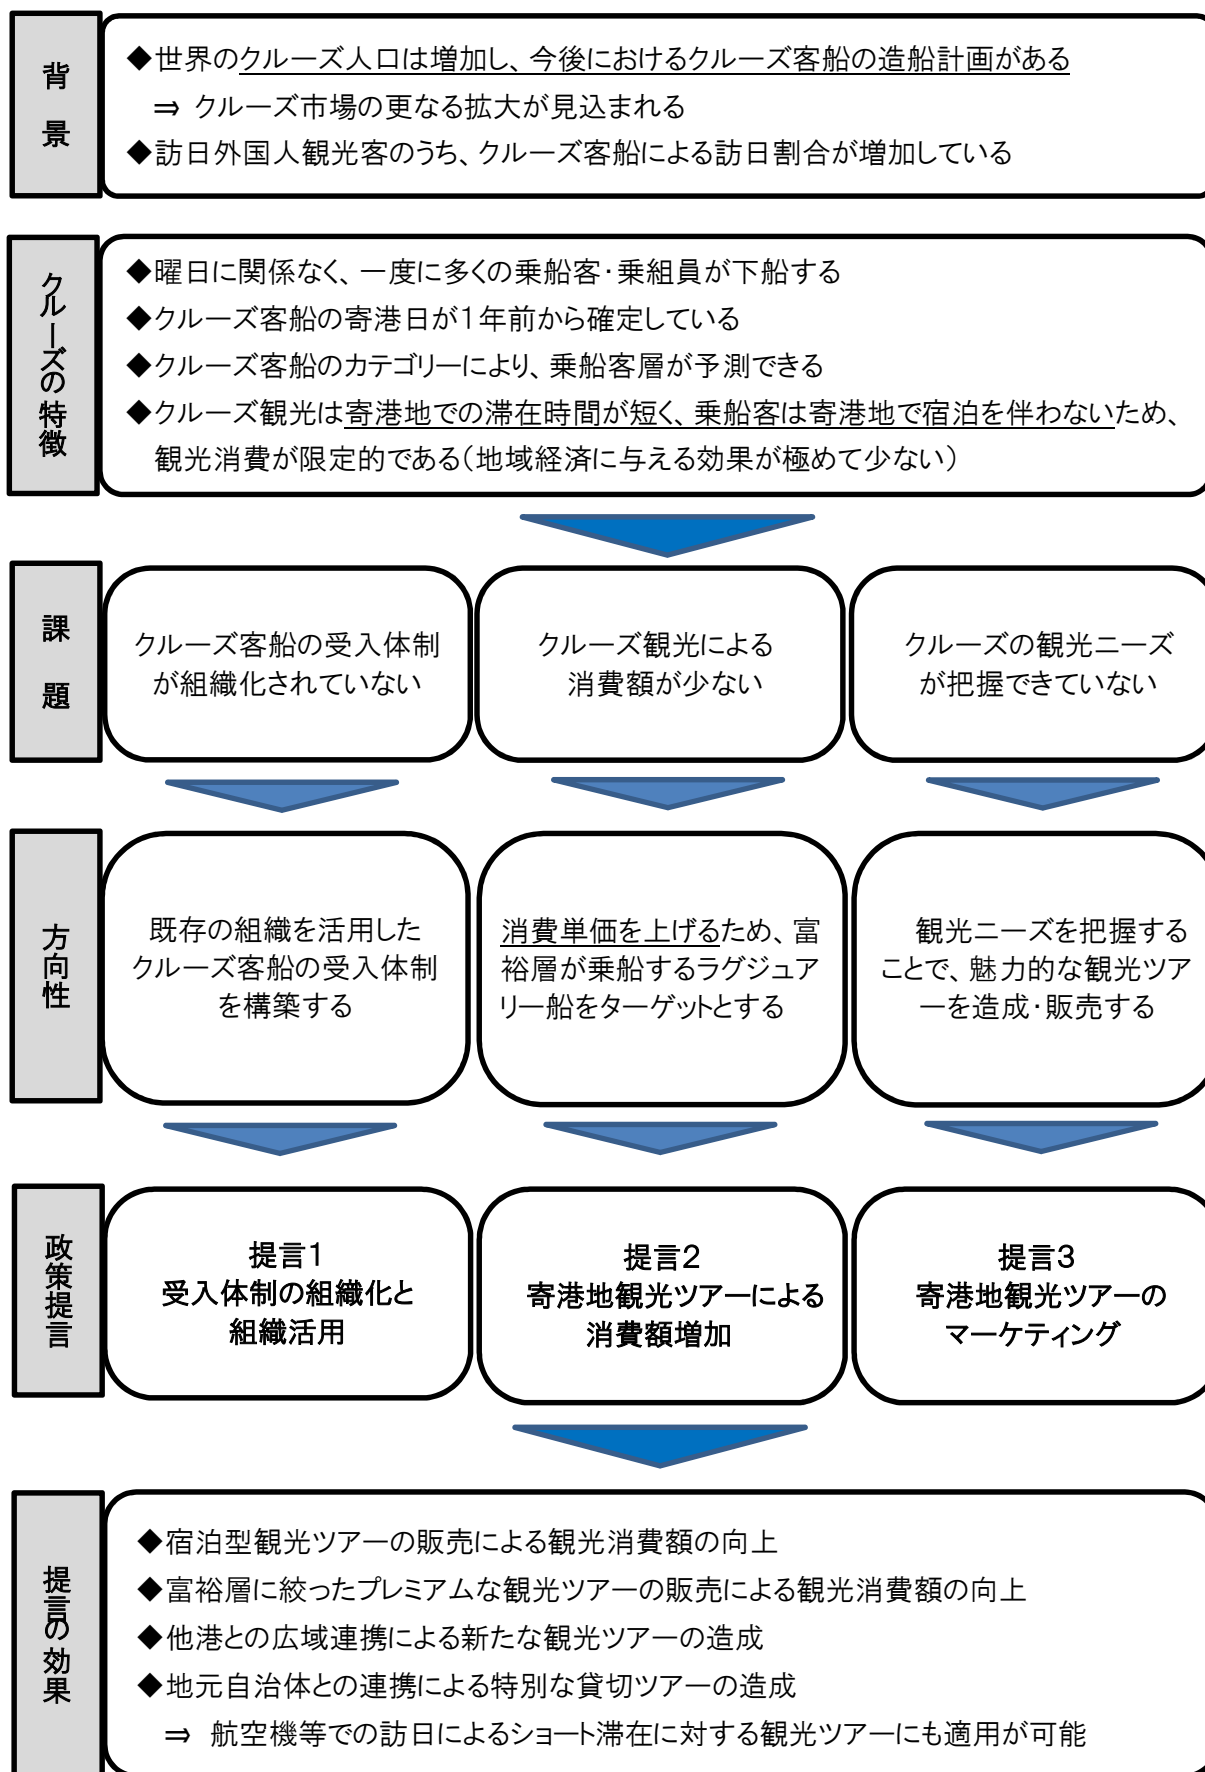 背景
◆世界のクルーズ人口は増加し、今後におけるクルーズ客船の造船計画がある
⇒ クルーズ市場の更なる拡大が見込まれる
◆訪日外国人観光客のうち、クルーズ客船による訪日割合が増加している
クルーズの特徴
◆曜日に関係なく、一度に多くの乗船客・乗組員が下船する
◆クルーズ客船の寄港日が1年前から確定している
◆クルーズ客船のカテゴリーにより、乗船客層が予測できる
◆クルーズ観光は寄港地での滞在時間が短く、乗船客は寄港地で宿泊を伴わないため、
観光消費が限定的である(地域経済に与える効果が極めて少ない)
課題
クルーズ客船の受入体制
が組織化されていない
クルーズ観光による
消費額が少ない
クルーズの観光ニーズ
が把握できていない
方向性
既存の組織を活用した
クルーズ客船の受入体制
を構築する
消費単価を上げるため、富
裕層が乗船するラグジュア
リー船をターゲットとする
観光ニーズを把握する
ことで、魅力的な観光ツア
ーを造成・販売する
政策提言
提言1
受入体制の組織化と
組織活用
提言2
寄港地観光ツアーによる
消費額増加
提言3
寄港地観光ツアーの
マーケティング
提言の効果
◆宿泊型観光ツアーの販売による観光消費額の向上
◆富裕層に絞ったプレミアムな観光ツアーの販売による観光消費額の向上
◆他港との広域連携による新たな観光ツアーの造成
◆地元自治体との連携による特別な貸切ツアーの造成
⇒ 航空機等での訪日によるショート滞在に対する観光ツアーにも適用が可能